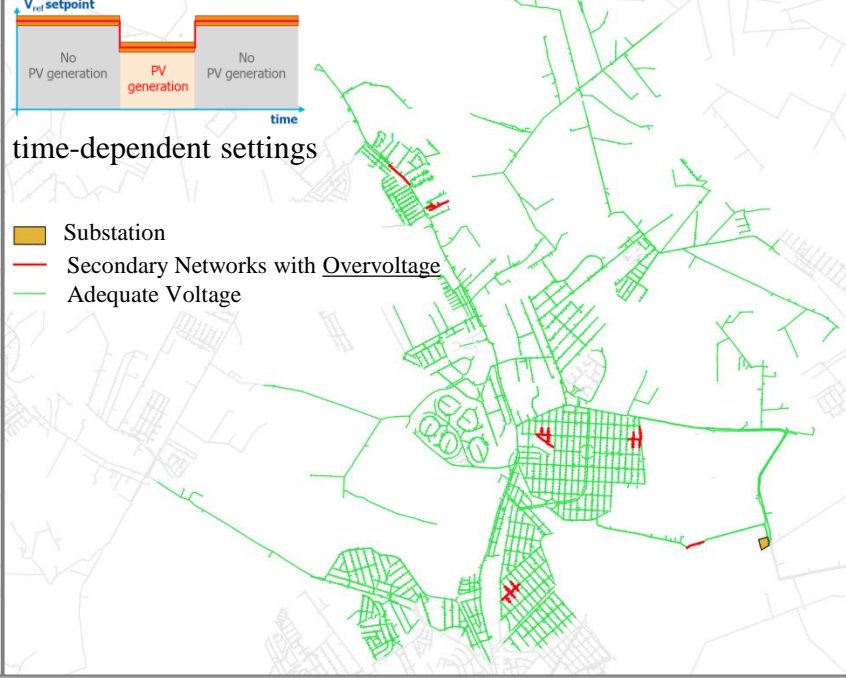 Vref setpoint
No
PV generation
PV
generation
No
PV generation
time
time-dependent settings
Substation
Secondary Networks with Overvoltage
Adequate Voltage